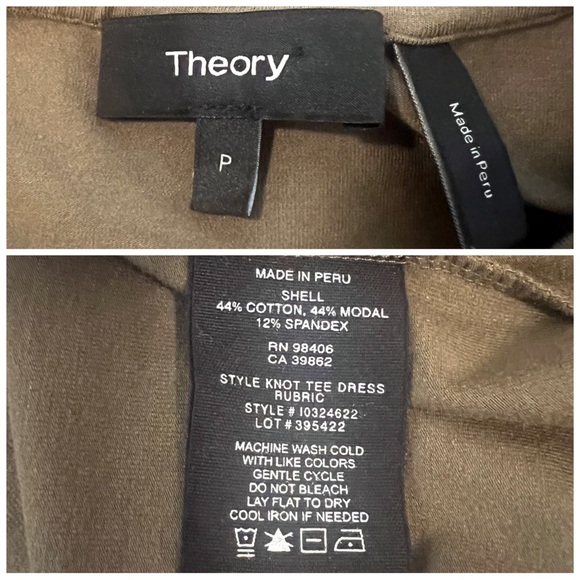 Theory
P
Made in Peru
MADE IN PERU
SHELL
44% COTTON, 44% MODAL
12% SPANDEX
RN 98406
CA 39862
STYLE KNOT TEE DRESS
RUBRIC
STYLE # I0324622
LOT # 395422
MACHINE WASH COLD
WITH LIKE COLORS
GENTLE CYCLE
DO NOT BLEACH
LAY FLAT TO DRY
COOL IRON IF NEEDED